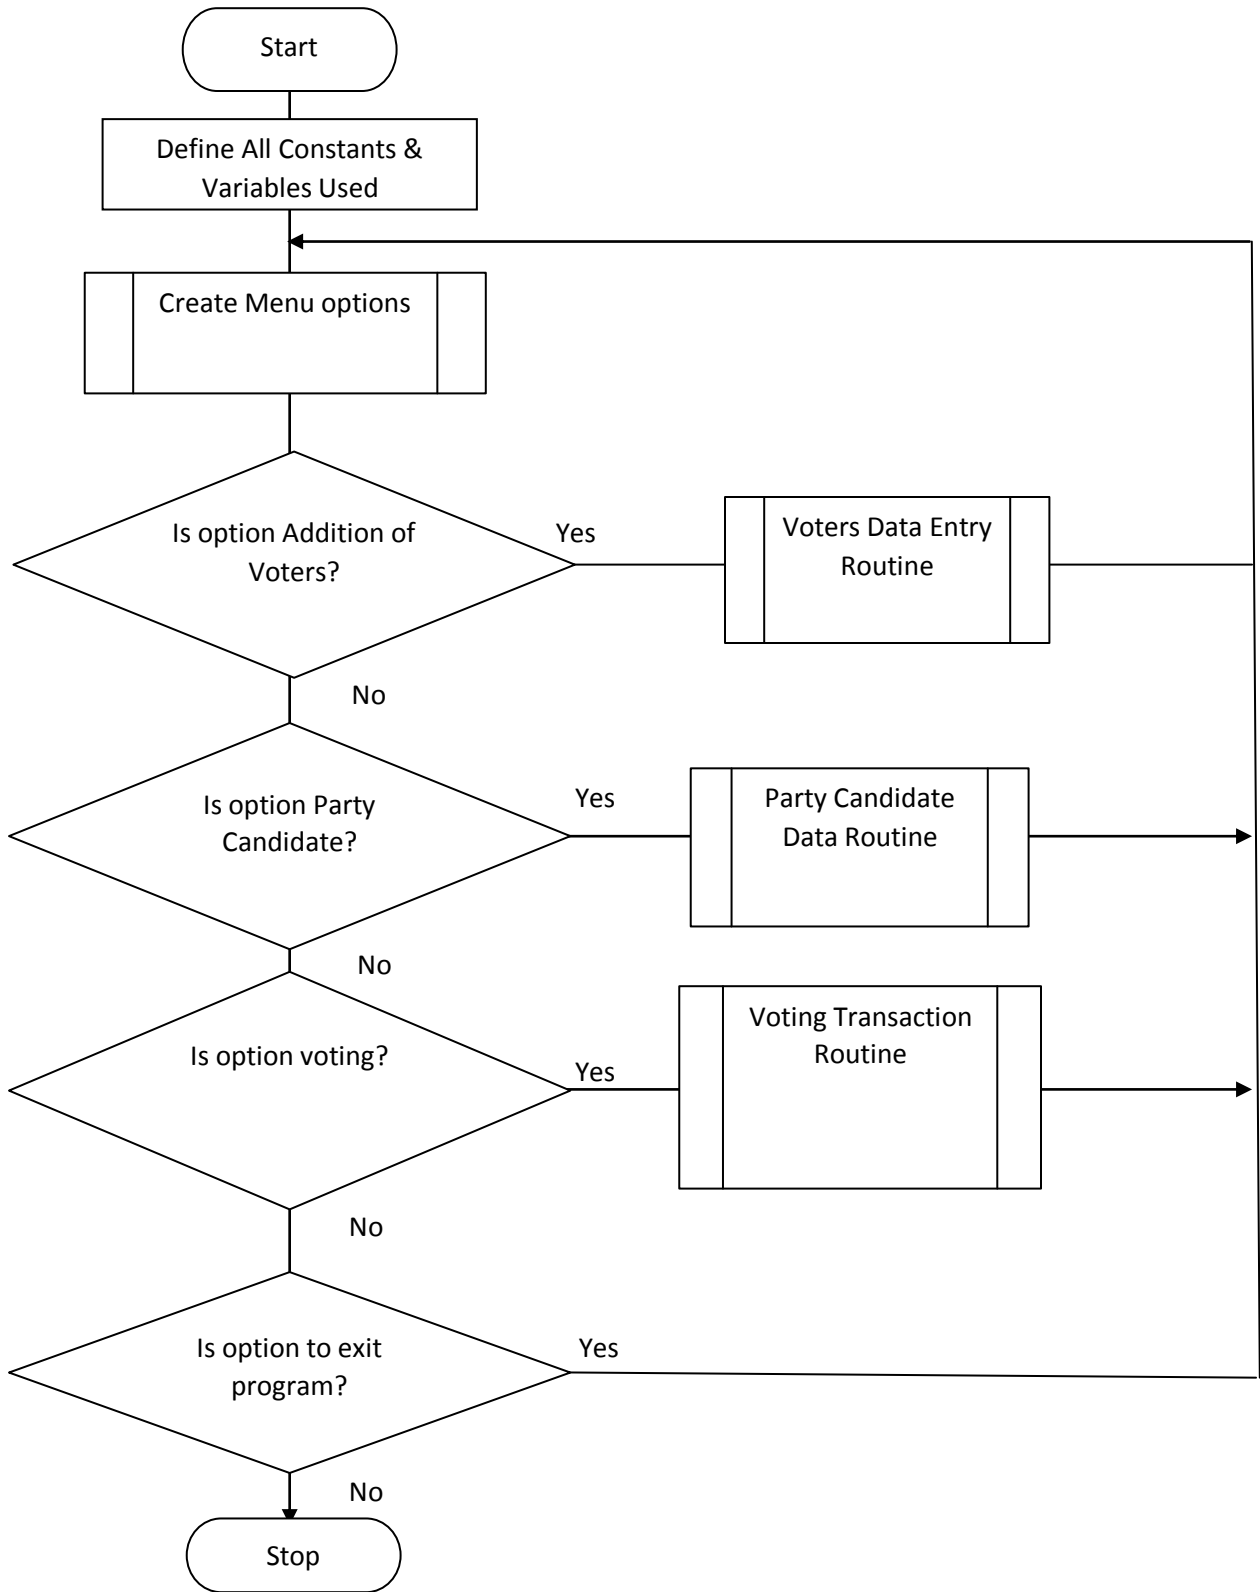 Start
Define All Constants &
Variables Used
Create Menu options
Is option Addition of
Voters?
Yes
Voters Data Entry
Routine
No
Is option Party
Candidate?
Yes
Party Candidate
Data Routine
No
Is option voting?
Yes
Voting Transaction
Routine
No
Is option to exit
program?
Yes
No
Stop